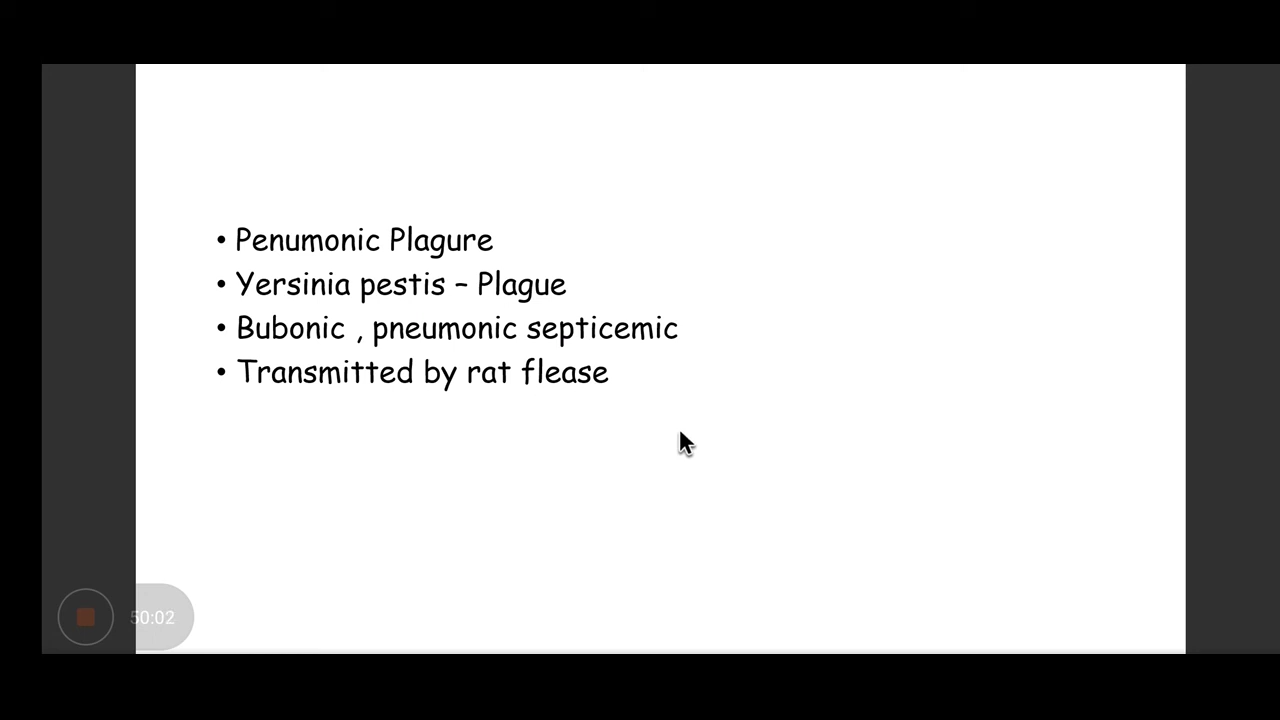 • Penumonic Plagure
• Yersinia pestis – Plague
• Bubonic , pneumonic septicemic
• Transmitted by rat flease
50:02